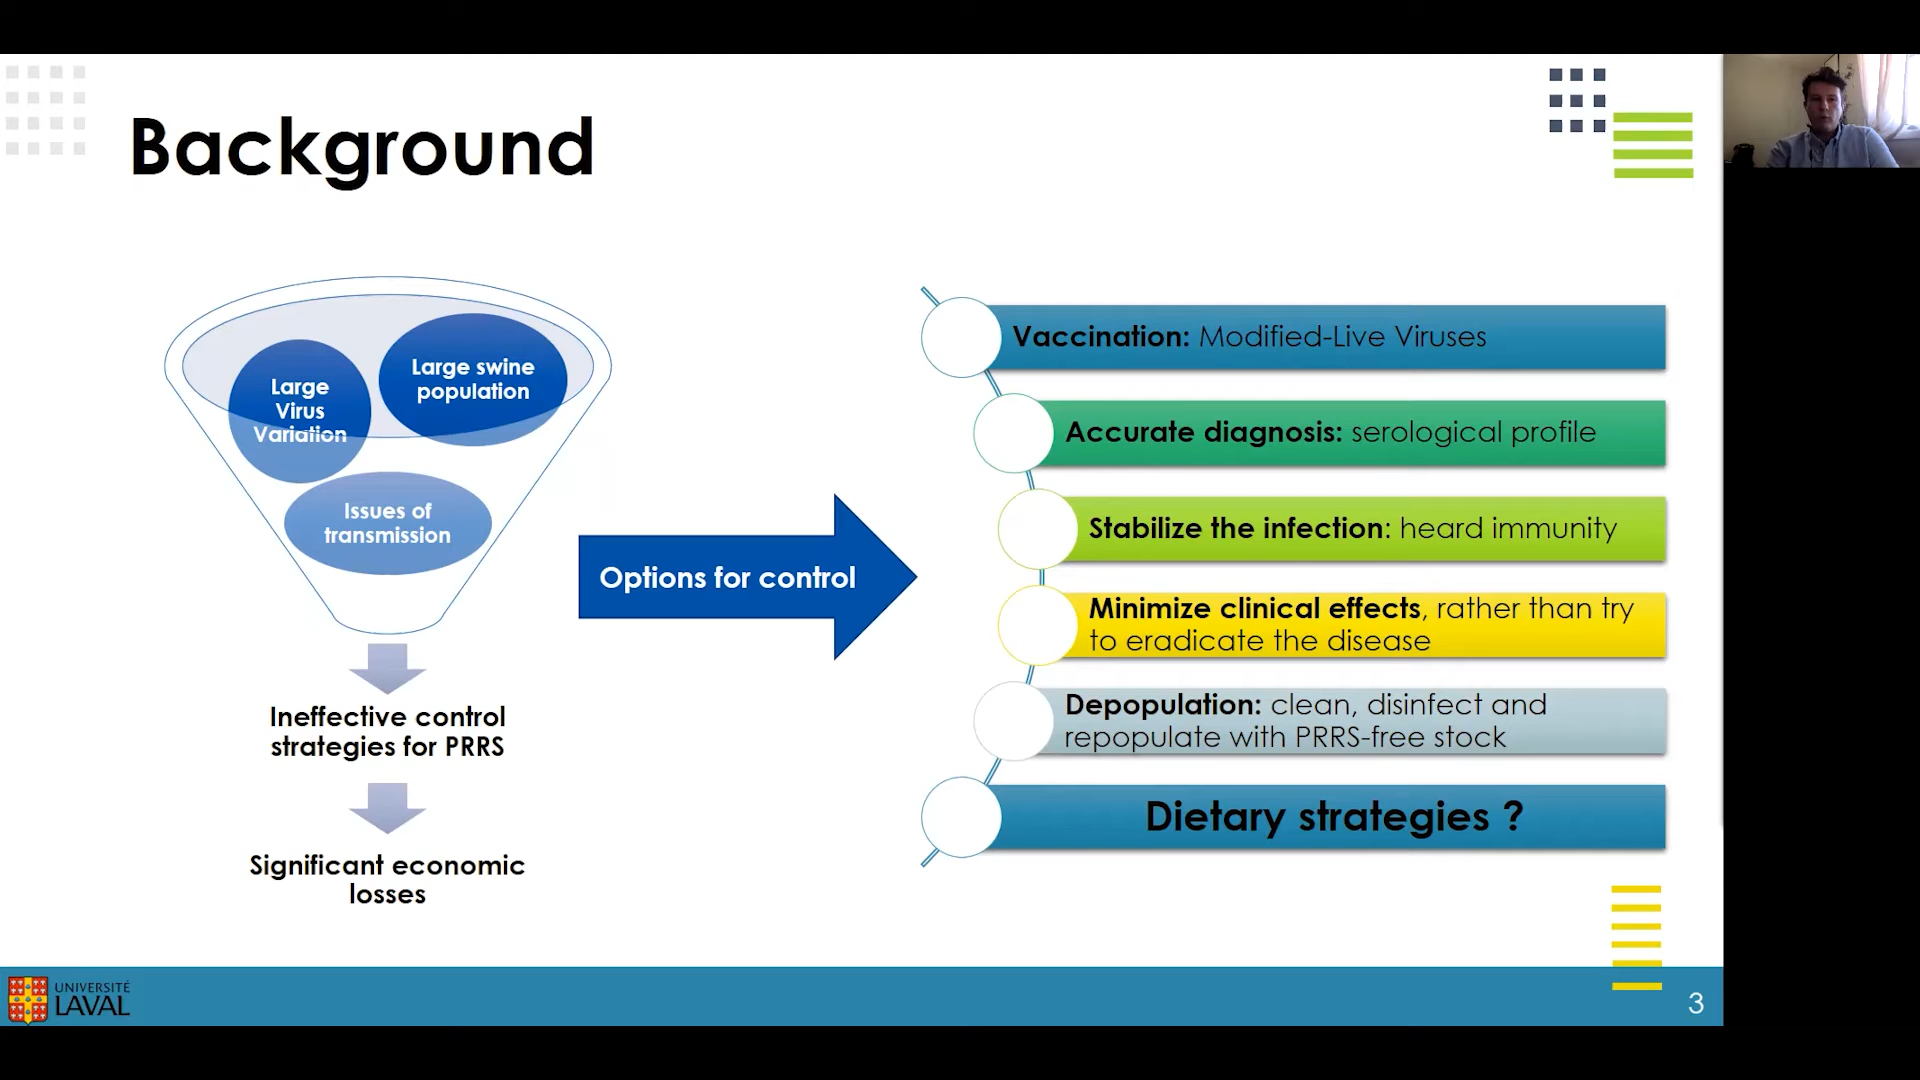 Background
Large
Virus
Variation
Large swine
population
Issues of
transmission
Ineffective control
strategies for PRRS
Significant economic
losses
Options for control
Vaccination: Modified-Live Viruses
Accurate diagnosis: serological profile
Stabilize the infection: heard immunity
Minimize clinical effects, rather than try
to eradicate the disease
Depopulation: clean, disinfect and
repopulate with PRRS-free stock
Dietary strategies ?
UNIVERSITÉ
LAVAL
3